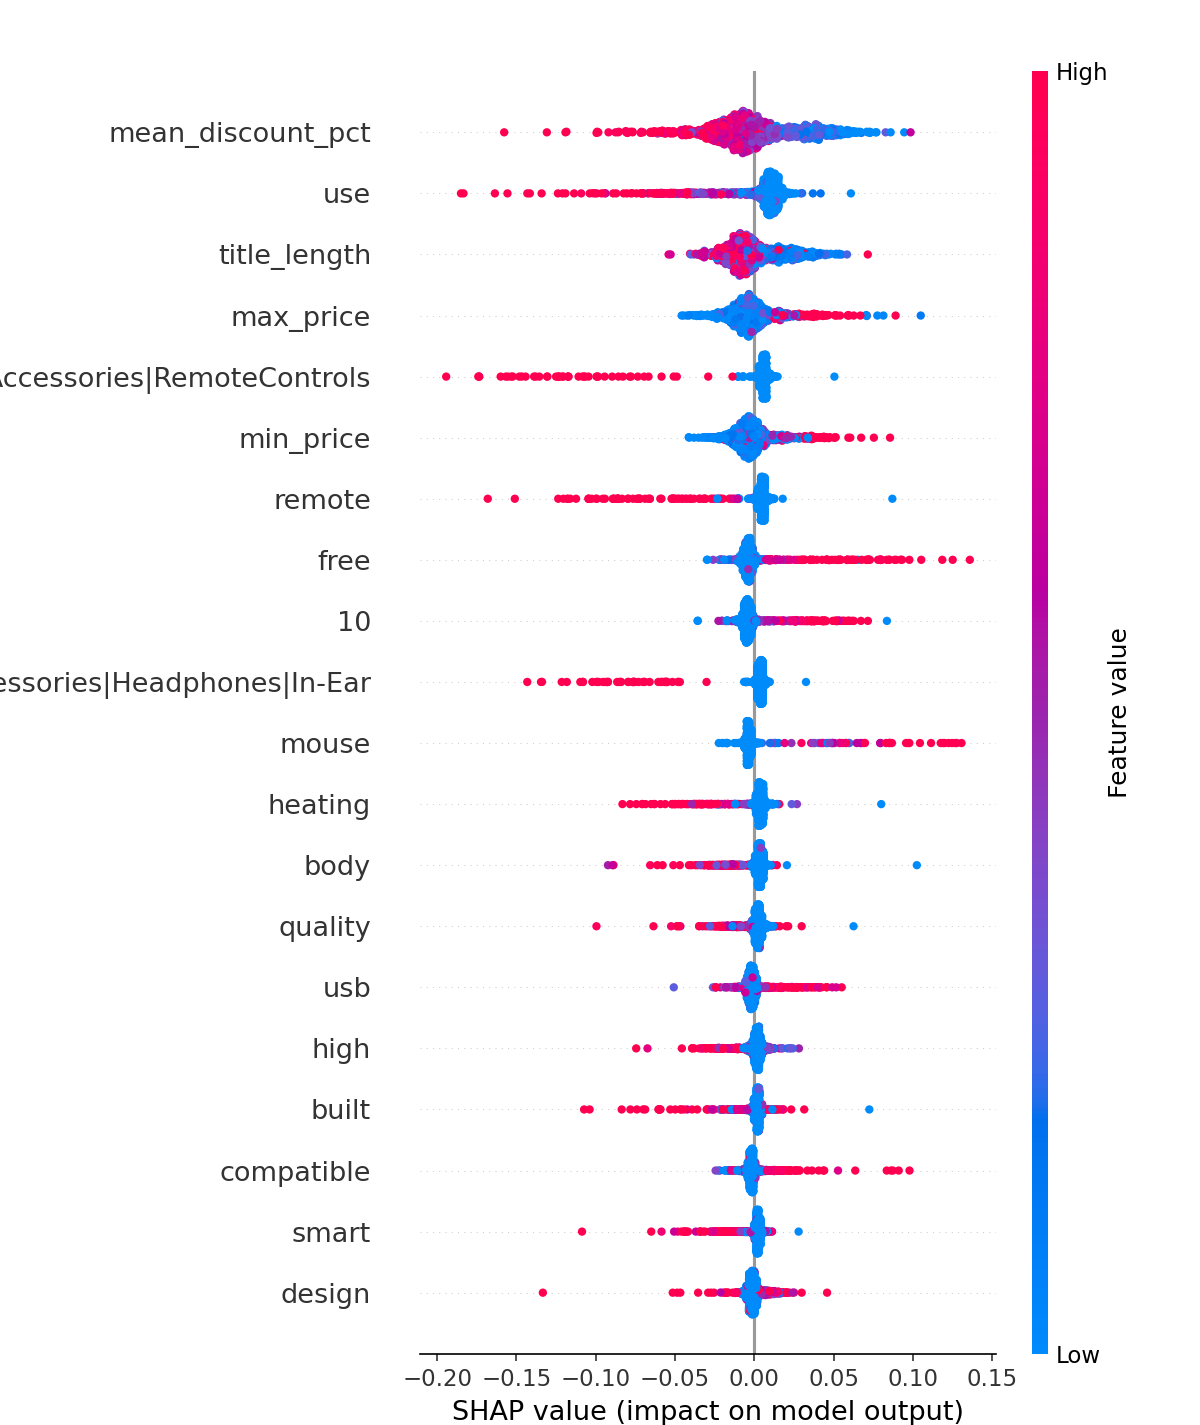 High
mean_discount_pct
use
title_length
max_price
Accessories|RemoteControls
min_price
remote
free
10
essories|Headphones|In-Ear
mouse
heating
body
quality
usb
high
built
compatible
smart
design
Feature value
Low
−0.20 −0.15 −0.10 −0.05 0.00 0.05 0.10 0.15
SHAP value (impact on model output)